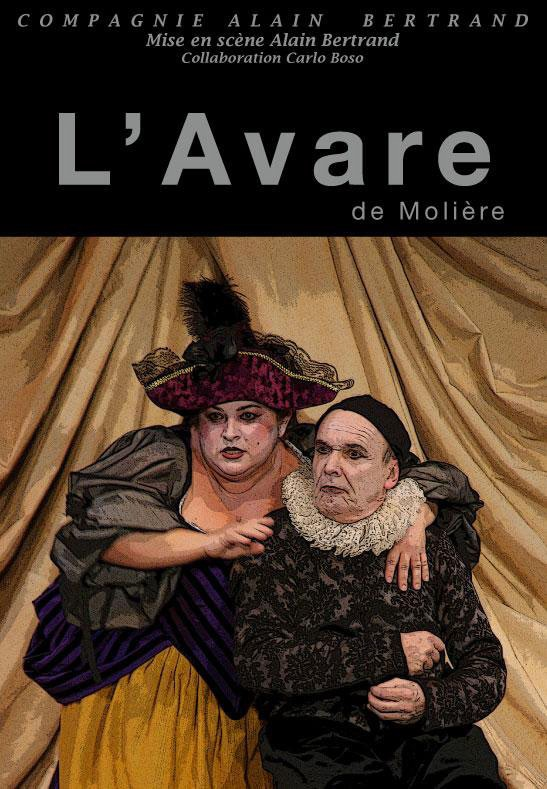 COMPAGNIE ALAIN BERTRAND
Mise en scène Alain Bertrand
Collaboration Carlo Boso
L'Avare
de Molière